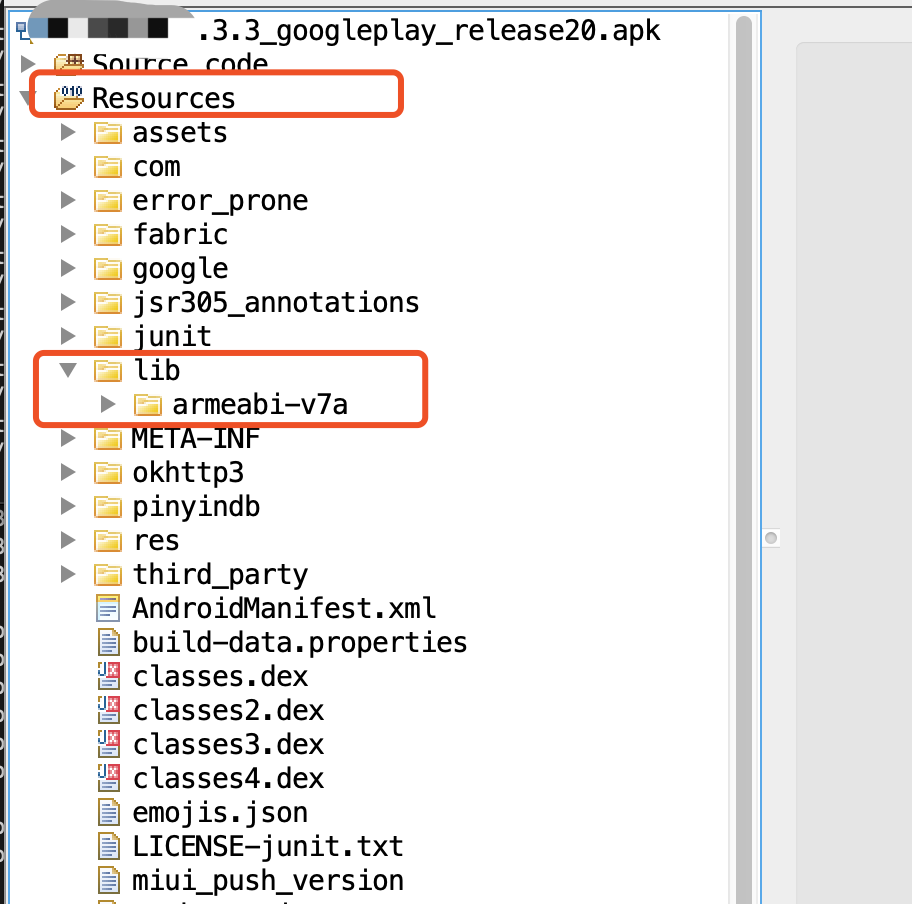 .3.3_googleplay_release20.apk
Source code
Resources
assets
com
error_prone
fabric
google
jsr305_annotations
junit
lib
armeabi-v7a
META-INF
okhttp3
pinyindb
res
third_party
AndroidManifest.xml
build-data.properties
classes.dex
classes2.dex
classes3.dex
classes4.dex
emojis.json
LICENSE-junit.txt
miui_push_version